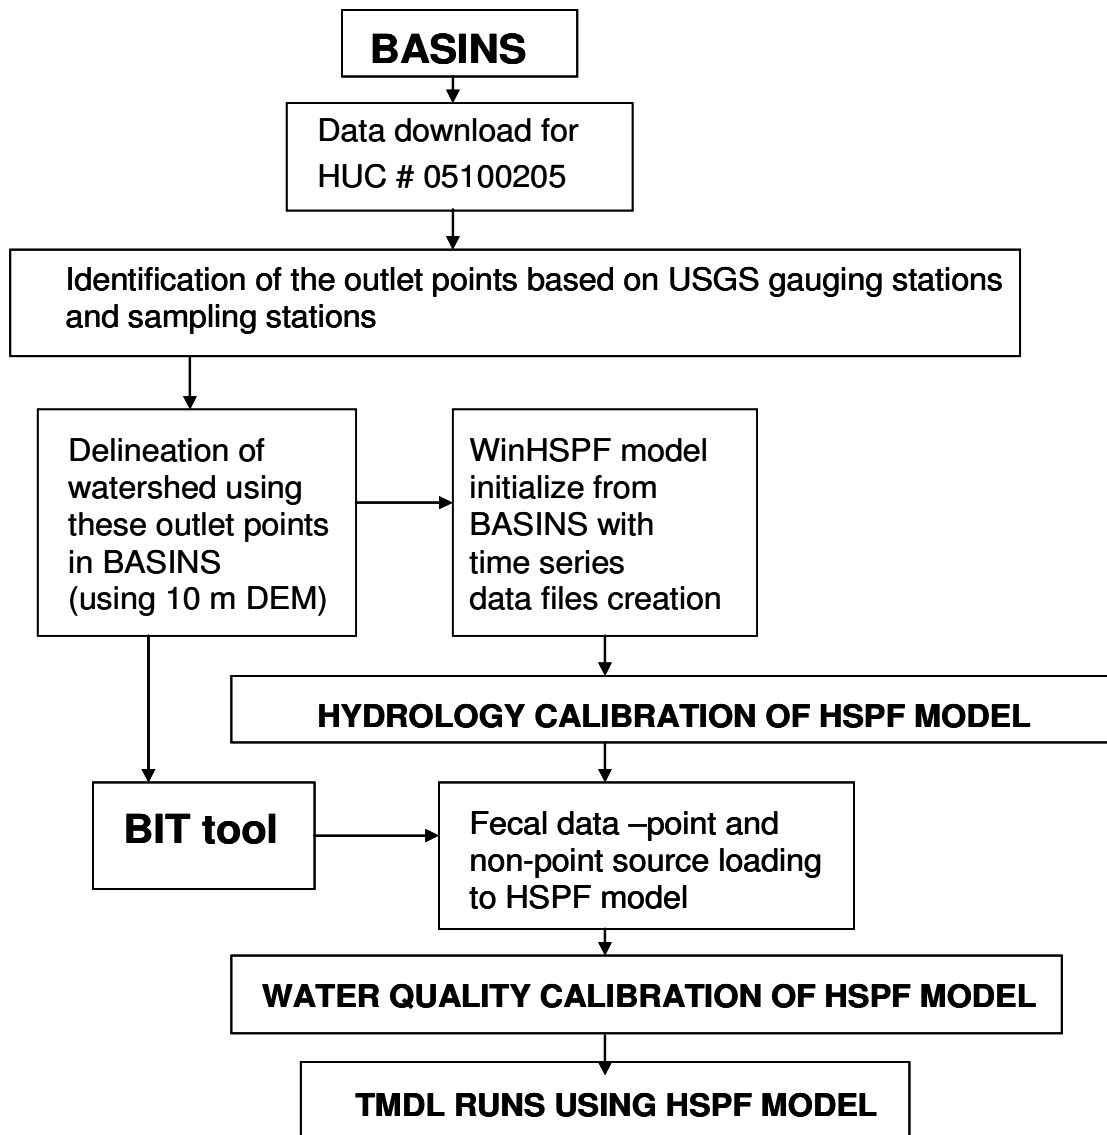 BASINS
Data download for
HUC # 05100205
Identification of the outlet points based on USGS gauging stations
and sampling stations
Delineation of
watershed using
these outlet points
in BASINS
(using 10 m DEM)
WinHSPF model
initialize from
BASINS with
time series
data files creation
HYDROLOGY CALIBRATION OF HSPF MODEL
BIT tool
Fecal data –point and
non-point source loading
to HSPF model
WATER QUALITY CALIBRATION OF HSPF MODEL
TMDL RUNS USING HSPF MODEL